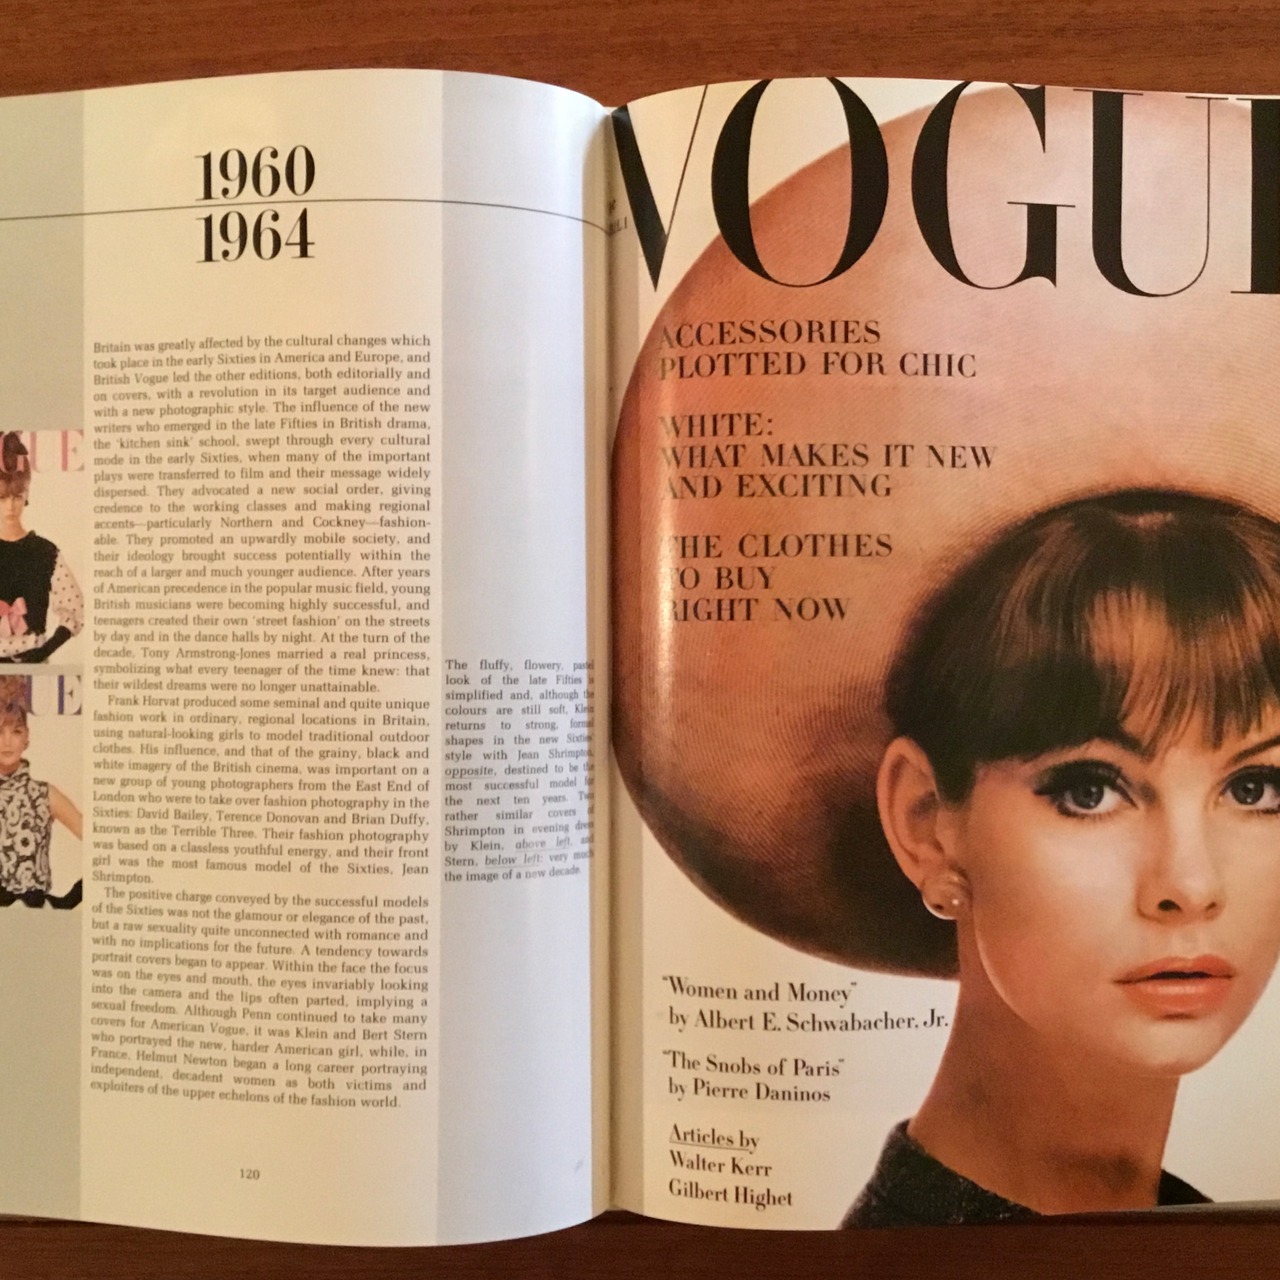 1960
1964
Britain was greatly affected by the cultural changes which
took place in the early Sixties in America and Europe, and
British Vogue led the other editions, both editorially and
on covers, with a revolution in its target audience and
with a new photographic style. The influence of the new
writers who emerged in the late Fifties in British drama,
the 'kitchen sink' school, swept through every cultural
mode in the early Sixties, when many of the important
plays were transferred to film and their message widely
dispersed. They advocated a new social order, giving
credence to the working classes and making regional
accents—particularly Northern and Cockney—fashion-
able. They promoted an upwardly mobile society, and
their ideology brought success potentially within the
reach of a larger and much younger audience. After years
of American precedence in the popular music field, young
British musicians were becoming highly successful, and
teenagers created their own 'street fashion' on the streets
by day and in the dance halls by night. At the turn of the
decade, Tony Armstrong-Jones married a real princess,
symbolizing what every teenager of the time knew: that
their wildest dreams were no longer unattainable.
Frank Horvat produced some seminal and quite unique
fashion work in ordinary, regional locations in Britain,
using natural-looking girls to model traditional outdoor
clothes. His influence, and that of the grainy, black and
white imagery of the British cinema, was important on a
new group of young photographers from the East End of
London who were to take over fashion photography in the
Sixties: David Bailey, Terence Donovan and Brian Duffy,
known as the Terrible Three. Their fashion photography
was based on a classless youthful energy, and their front
girl was the most famous model of the Sixties, Jean
Shrimpton.
The positive charge conveyed by the successful models
of the Sixties was not the glamour or elegance of the past,
but a raw sexuality quite unconnected with romance and
with no implications for the future. A tendency towards
portrait covers began to appear. Within the face the focus
was on the eyes and mouth, the eyes invariably looking
into the camera and the lips often parted, implying a
sexual freedom. Although Penn continued to take many
covers for American Vogue, it was Klein and Bert Stern
who portrayed the new, harder American girl, while, in
France, Helmut Newton began a long career portraying
independent, decadent women as both victims and
exploiters of the upper echelons of the fashion world.
120
The fluffy, flowery, pastel
look of the late Fifties is
simplified and, although the
colours are still soft, Klein
returns to strong, formal
shapes in the new Sixties
style with Jean Shrimpton,
opposite, destined to be the
most successful model for
the next ten years. Two
rather similar covers of
Shrimpton in evening dress
by Klein, above left, and
Stern, below left: very much
the image of a new decade.
GUE
UE
VOGUE
ACCESSORIES
PLOTTED FOR CHIC
WHITE:
WHAT MAKES IT NEW
AND EXCITING
THE CLOTHES
TO BUY
RIGHT NOW
"Women and Money"
by Albert E. Schwabacher, Jr.
"The Snobs of Paris"
by Pierre Daninos
Articles by
Walter Kerr
Gilbert Highet